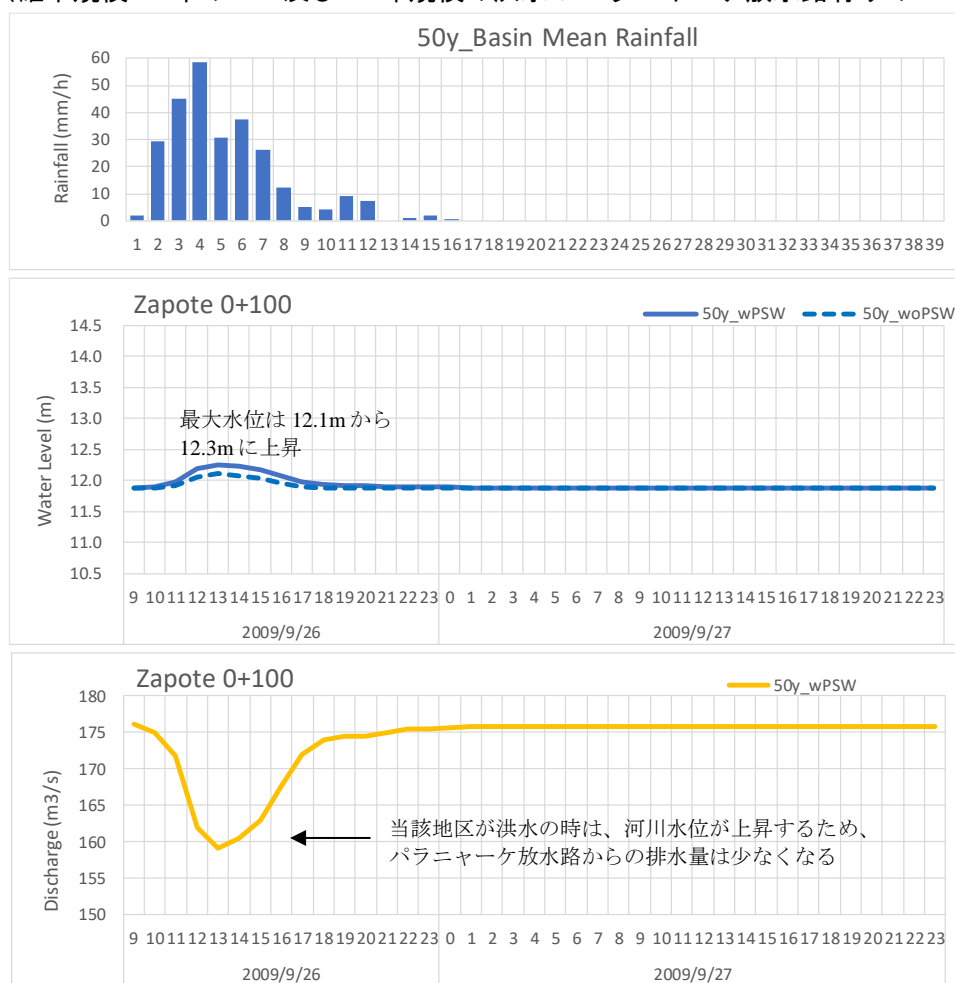 50y_Basin Mean Rainfall
Rainfall (mm/h)
60
50
40
30
20
10
0
1 2 3 4 5 6 7 8 9 10 11 12 13 14 15 16 17 18 19 20 21 22 23 24 25 26 27 28 29 30 31 32 33 34 35 36 37 38 39
Zapote 0+100
50y_wPSW 50y_woPSW
Water Level (m)
14.5
14.0
13.5
13.0
12.5
12.0
11.5
11.0
10.5
最大水位は 12.1m から
12.3m に上昇
9 10 11 12 13 14 15 16 17 18 19 20 21 22 23 0 1 2 3 4 5 6 7 8 9 10 11 12 13 14 15 16 17 18 19 20 21 22 23
2009/9/26 2009/9/27
Zapote 0+100
50y_wPSW
Discharge (m3/s)
180
175
170
165
160
155
150
当該地区が洪水の時は、河川水位が上昇するため、
パラニャーケ放水路からの排水量は少なくなる
9 10 11 12 13 14 15 16 17 18 19 20 21 22 23 0 1 2 3 4 5 6 7 8 9 10 11 12 13 14 15 16 17 18 19 20 21 22 23
2009/9/26 2009/9/27